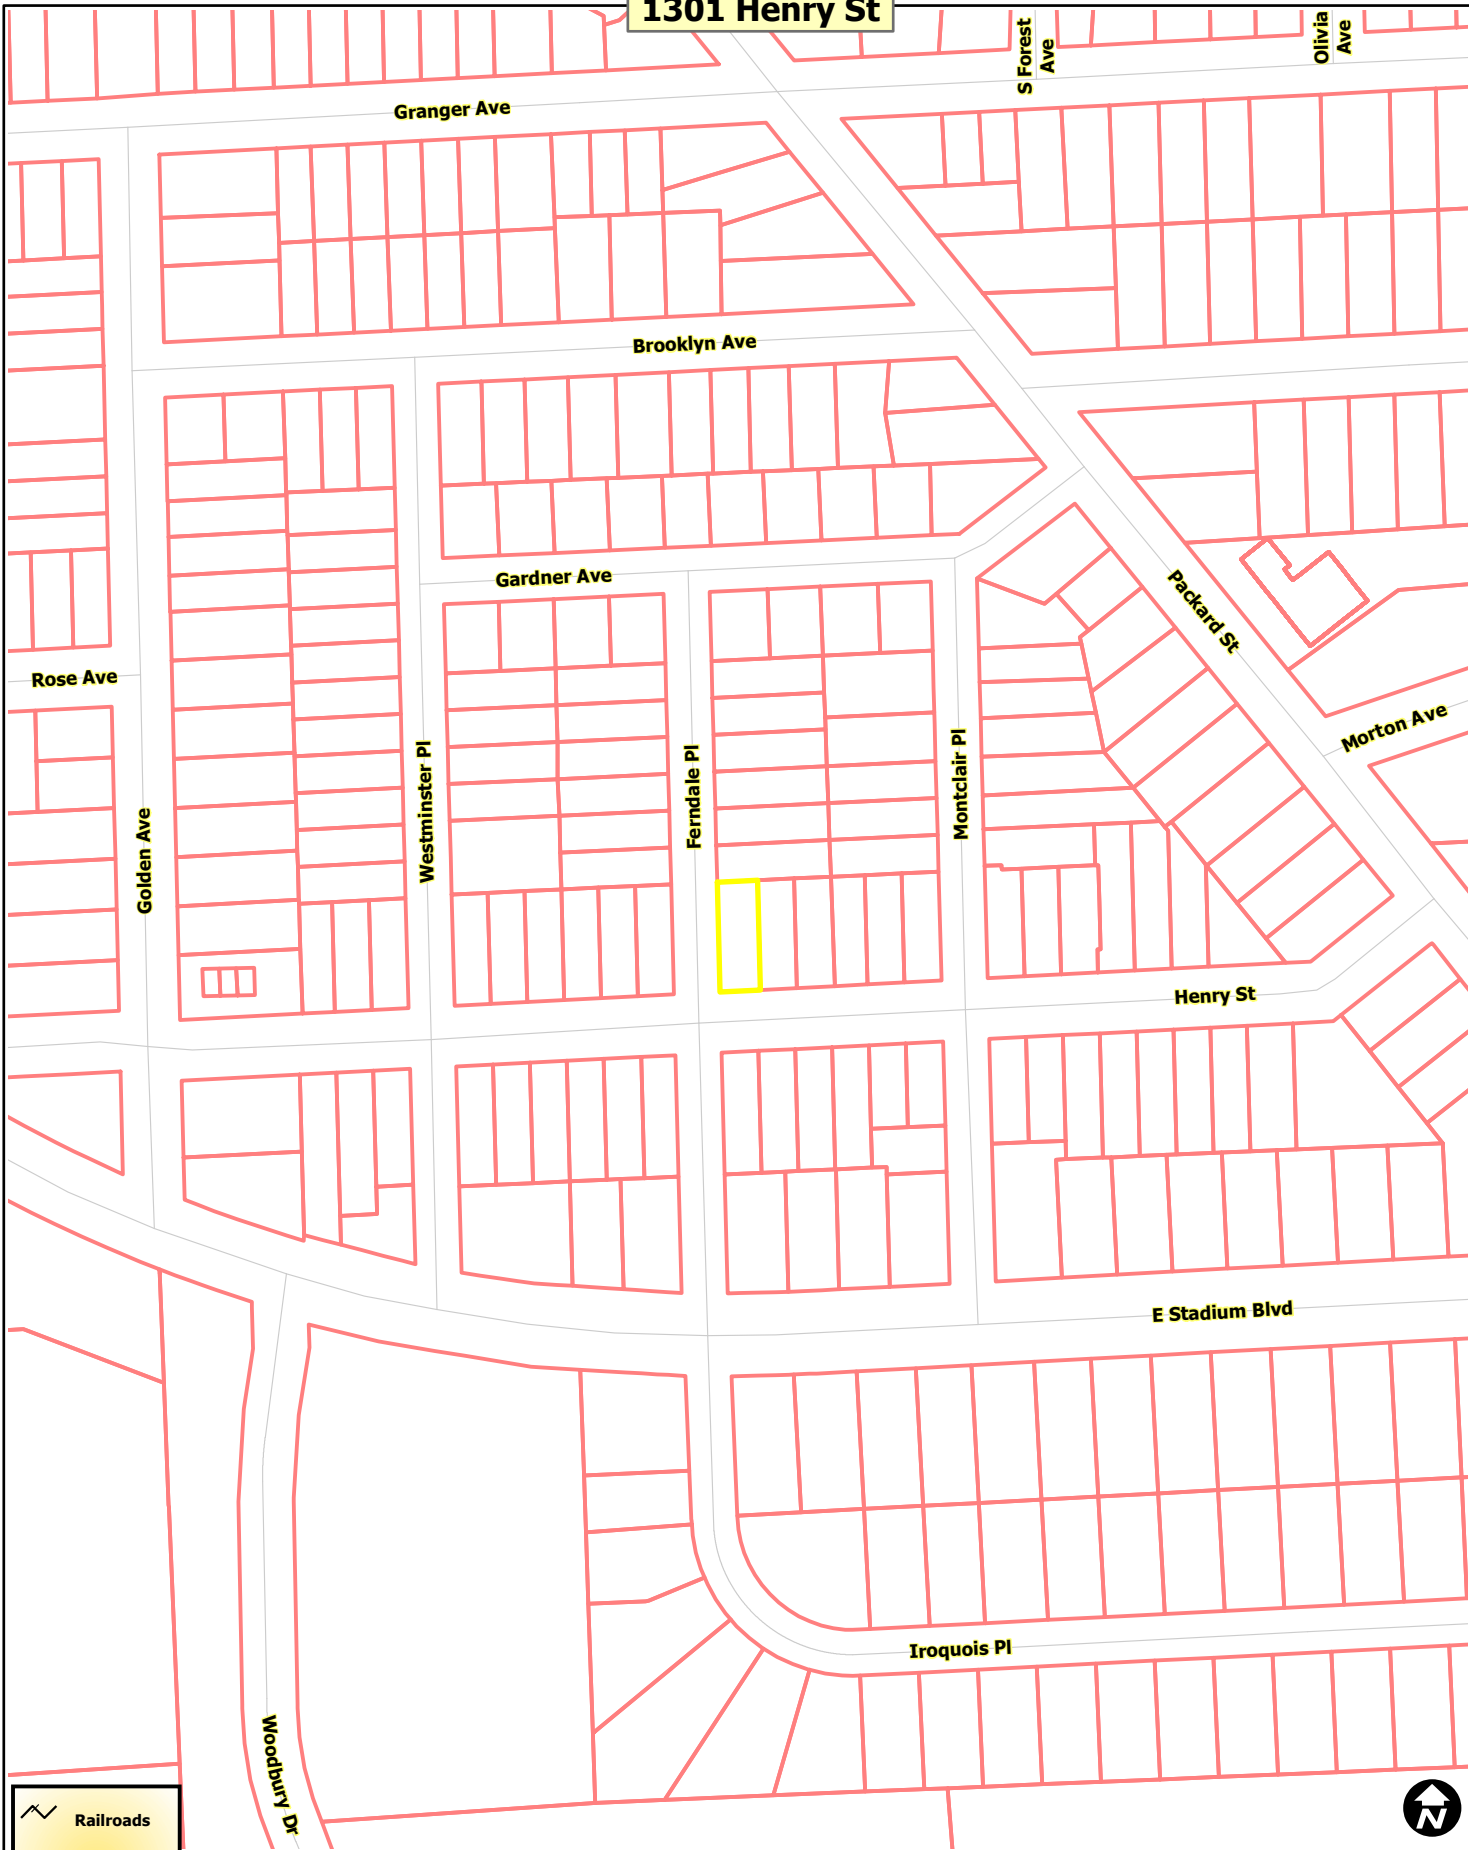 1301 Henry St
S Forest
Ave
Olivia
Ave
Granger Ave
Brooklyn Ave
Gardner Ave
Packard St
Rose Ave
Morton Ave
Golden Ave
Westminster Pl
Ferndale Pl
Montclair Pl
Henry St
E Stadium Blvd
Iroquois Pl
Woodbury Dr
Railroads
N